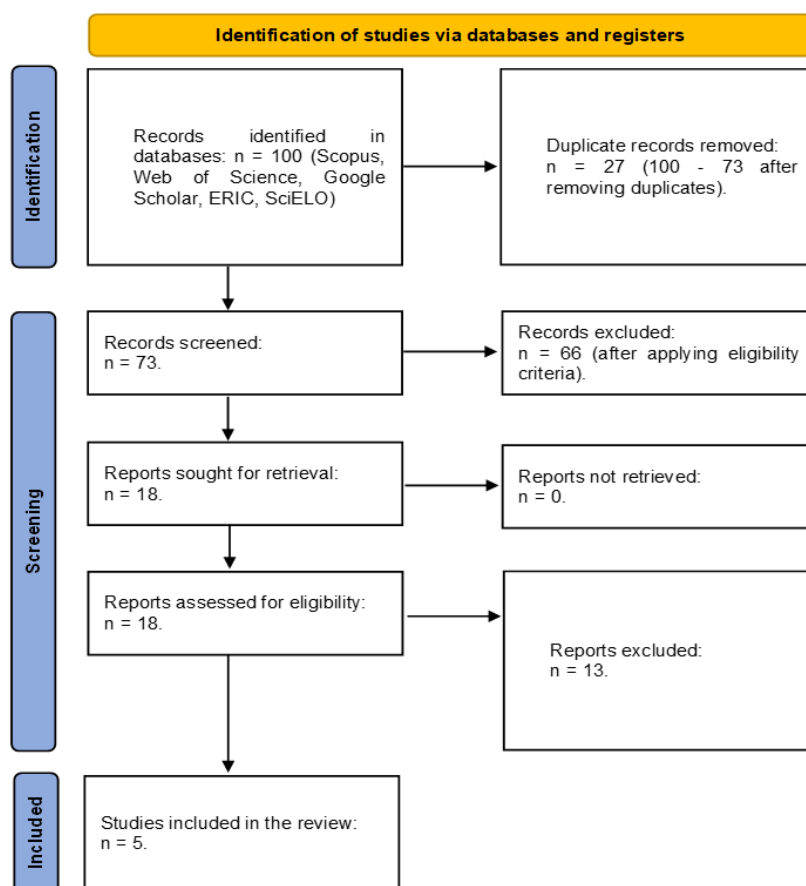 Identification of studies via databases and registers
Identification
Records identified in
databases: n = 100 (Scopus,
Web of Science, Google
Scholar, ERIC, SciELO)
Duplicate records removed:
n = 27 (100 - 73 after
removing duplicates).
Screening
Records screened:
n = 73.
Records excluded:
n = 66 (after applying eligibility
criteria).
Reports sought for retrieval:
n = 18.
Reports not retrieved:
n = 0.
Reports assessed for eligibility:
n = 18.
Reports excluded:
n = 13.
Included
Studies included in the review:
n = 5.